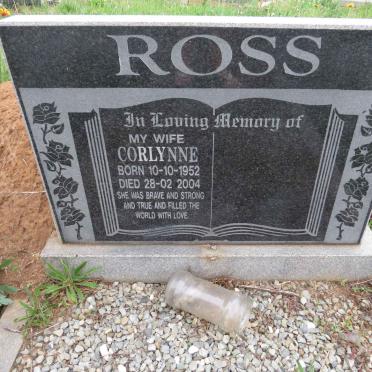 ROSS
In Loving Memory of
MY WIFE
CORLYNNE
BORN 10-10-1952
DIED 28-02 2004
SHE WAS BRAVE AND STRONG
AND TRUE AND FILLED THE
WORLD WITH LOVE.